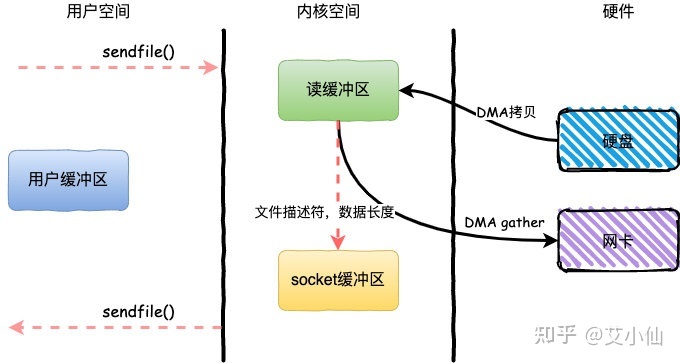 用户空间
内核空间
硬件
sendfile()
读缓冲区
DMA拷贝
硬盘
用户缓冲区
文件描述符，数据长度
DMA gather
网卡
socket缓冲区
sendfile()
知乎 @艾小仙